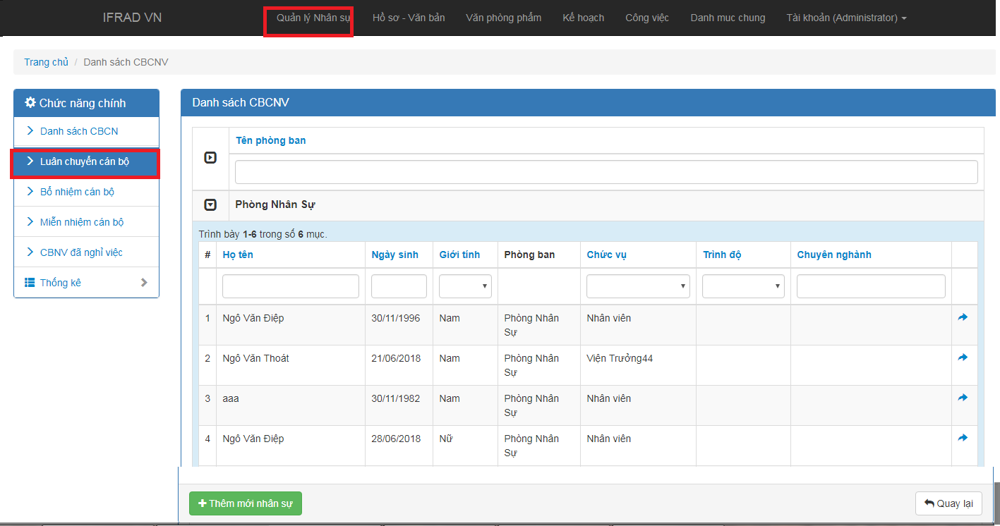 IFRAD VN Quản lý Nhân sự Hồ sơ - Văn bản Văn phòng phẩm Kế hoạch Công việc Danh muc chung Tài khoản (Administrator)
Trang chủ / Danh sách CBCNV
Chức năng chính
Danh sách CBCN
Luân chuyển cán bộ
Bổ nhiệm cán bộ
Miễn nhiệm cán bộ
CBNV đã nghỉ việc
Thống kê
Danh sách CBCNV
Tên phòng ban
Phòng Nhân Sự
Trình bày 1-6 trong số 6 mục.
# Họ tên Ngày sinh Giới tính Phòng ban Chức vụ Trình độ Chuyên nghành
1 Ngô Văn Điệp 30/11/1996 Nam Phòng Nhân Nhân viên
Sự
2 Ngô Văn Thoát 21/06/2018 Nam Phòng Nhân Viện Trưởng44
Sự
3 aaa 30/11/1982 Nam Phòng Nhân Nhân viên
Sự
4 Ngô Văn Điệp 28/06/2018 Nữ Phòng Nhân Nhân viên
Sự
Thêm mới nhân sự Quay lại